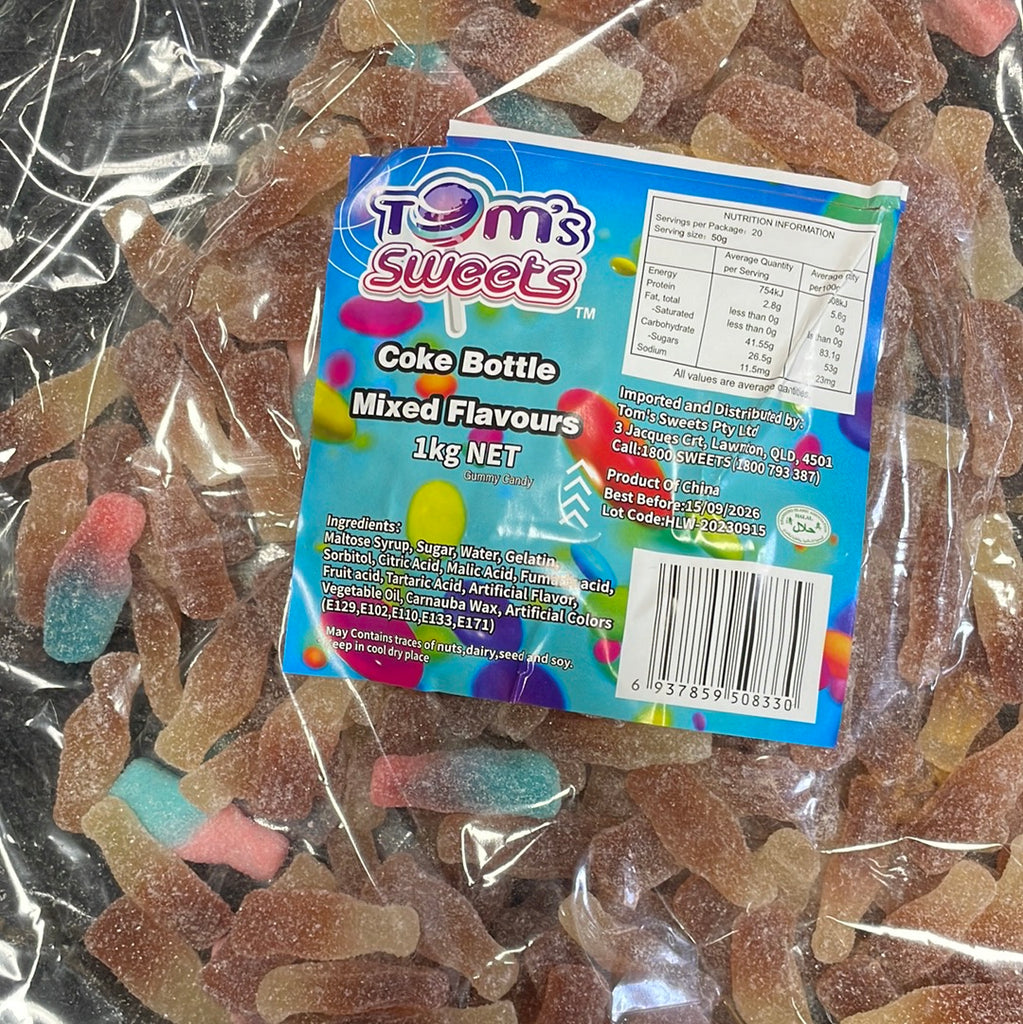 Tom's
Sweets
TM
Coke Bottle
Mixed Flavours
1kg NET
Gummy Candy
Ingredients:
Maltose Syrup, Sugar, Water, Gelatin,
Sorbitol, citric Acid, Malic Acid, acid,
Fruit acid, Tartaric Acid, Artificial Flavor,
Vegetable Oil, Carnauba Wax, Artificial Colors
(E129,E102,E110,E133,E171)
May Contains traces of nuts,dairy,seed and soy.
Keep in cool dry place
NUTRITION INFORMATION
Servings per Package: 20
Serving size: 50g
Average Quantity Average
per Serving per100g
Energy 754kJ
Protein 2.8g 5.6g
Fat, total less than 0g 0g
-Saturated less than 0g than 0g
Carbohydrate 41.55g 83.1g
-Sugars 26.5g 53g
Sodium 11.5mg 23mg
All values are average quantities.
Imported and Distributed by:
Tom's Sweets Pty Ltd
3 Jacques Crt, Lawnton, QLD, 4501
Call:1800 SWEETS (1800 793 387)
Product Of China
Best Before:15/09/2026
Lot Code:HLW-20230915
HALAL
حلال
6 937859 508330